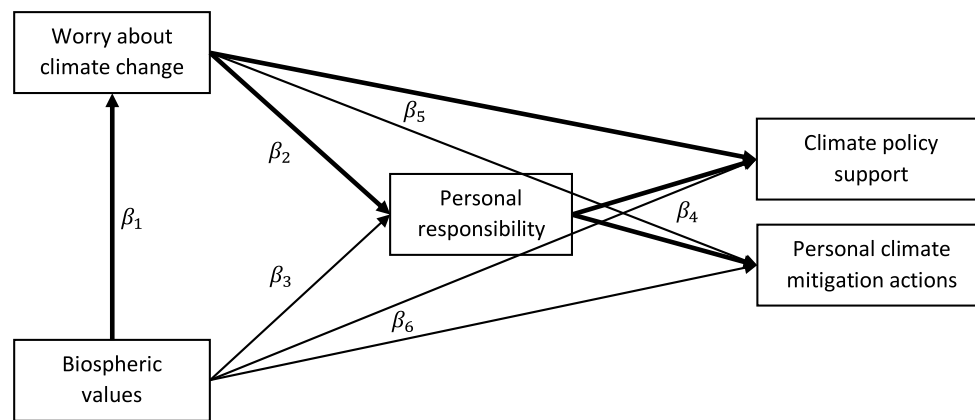 Worry about
climate change
β₅
Climate policy
support
β₂
Personal
responsibility
β₄
β₁
Personal climate
mitigation actions
β₃
β₆
Biospheric
values